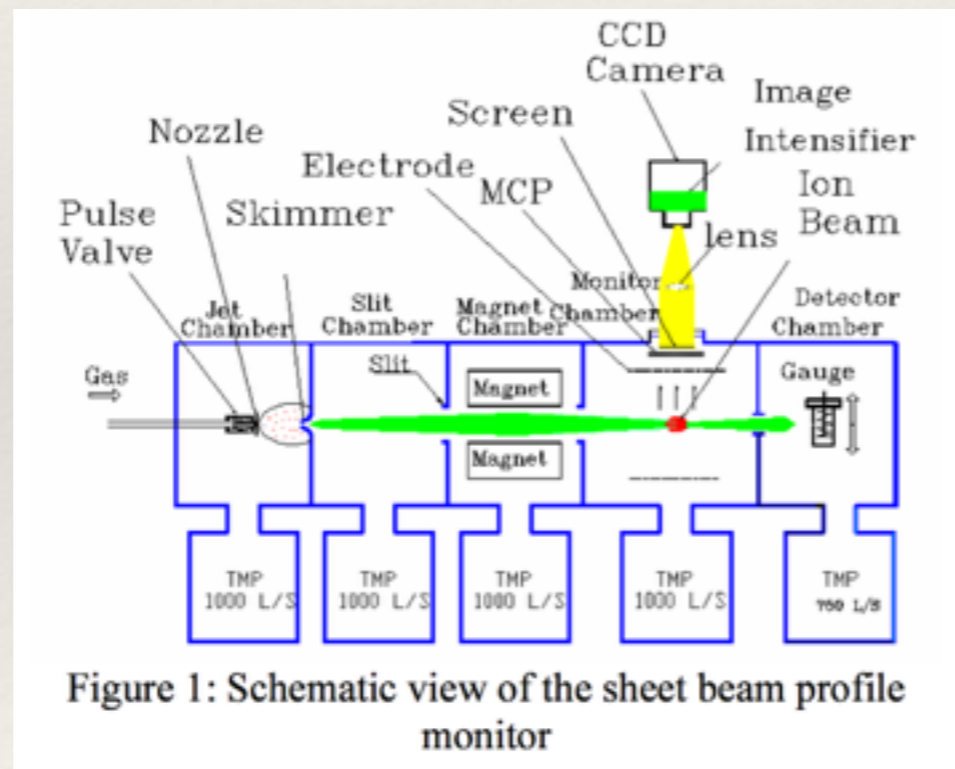 CCD
Camera
Image
Intensifier
Screen
Nozzle
Electrode
MCP
Ion
Beam
Pulse
Valve
Skimmer
lens
Monitor
Chamber
Jet
Chamber
Slit
Chamber
Magnet
Chamber
Detector
Chamber
Gas
Slit
Magnet
Gauge
Magnet
TMP
1000 L/S
TMP
1000 L/S
TMP
1000 L/S
TMP
1000 L/S
TMP
760 L/S
Figure 1: Schematic view of the sheet beam profile
monitor